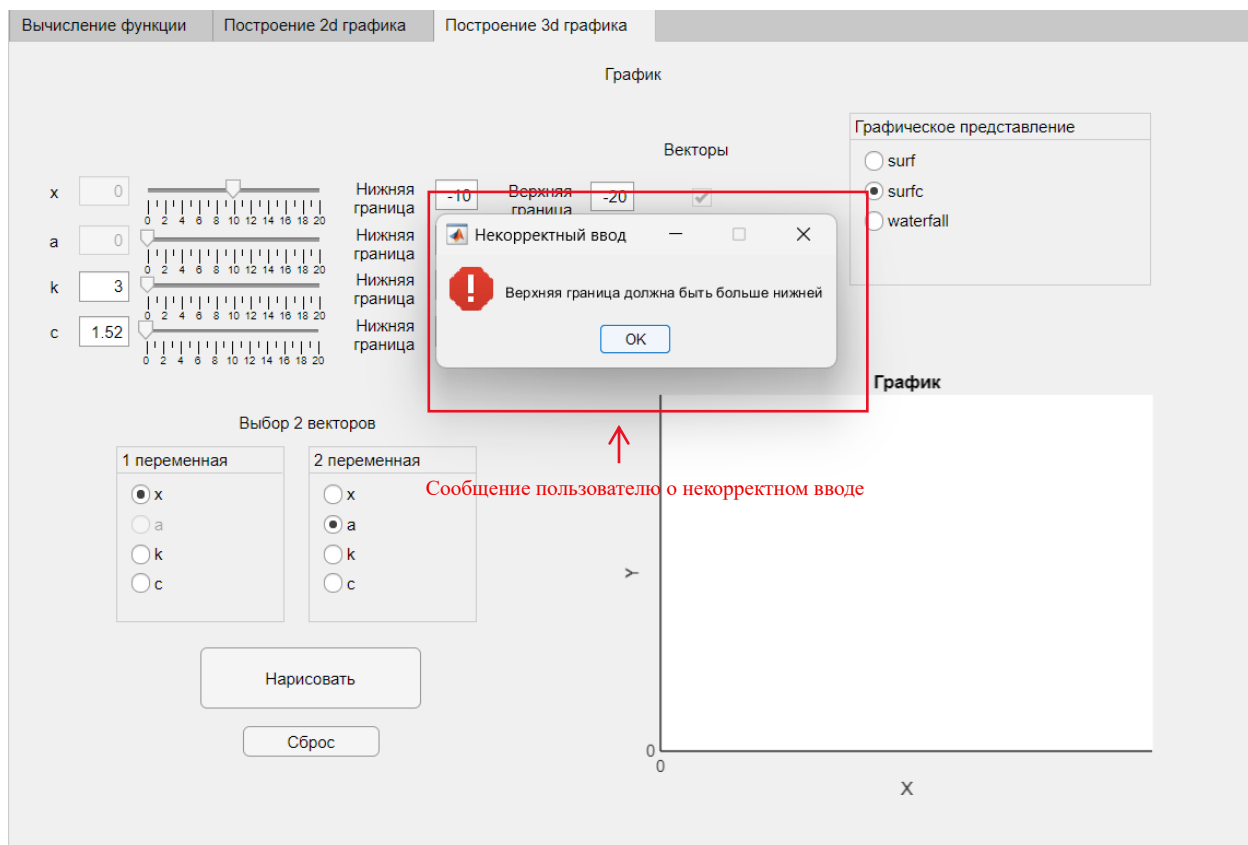 Вычисление функции
Построение 2d графика
Построение 3d графика
График
Векторы
Графическое представление
surf
surfc
waterfall
x
0
0 2 4 6 8 10 12 14 16 18 20
Нижняя
граница
-10
Верхняя
граница
-20
a
0
0 2 4 6 8 10 12 14 16 18 20
Нижняя
граница
k
3
0 2 4 6 8 10 12 14 16 18 20
Нижняя
граница
c
1.52
0 2 4 6 8 10 12 14 16 18 20
Нижняя
граница
Некорректный ввод
Верхняя граница должна быть больше нижней
OK
Сообщение пользователю о некорректном вводе
Выбор 2 векторов
1 переменная
x
a
k
c
2 переменная
x
a
k
c
Нарисовать
Сброс
График
Y
0
0
X